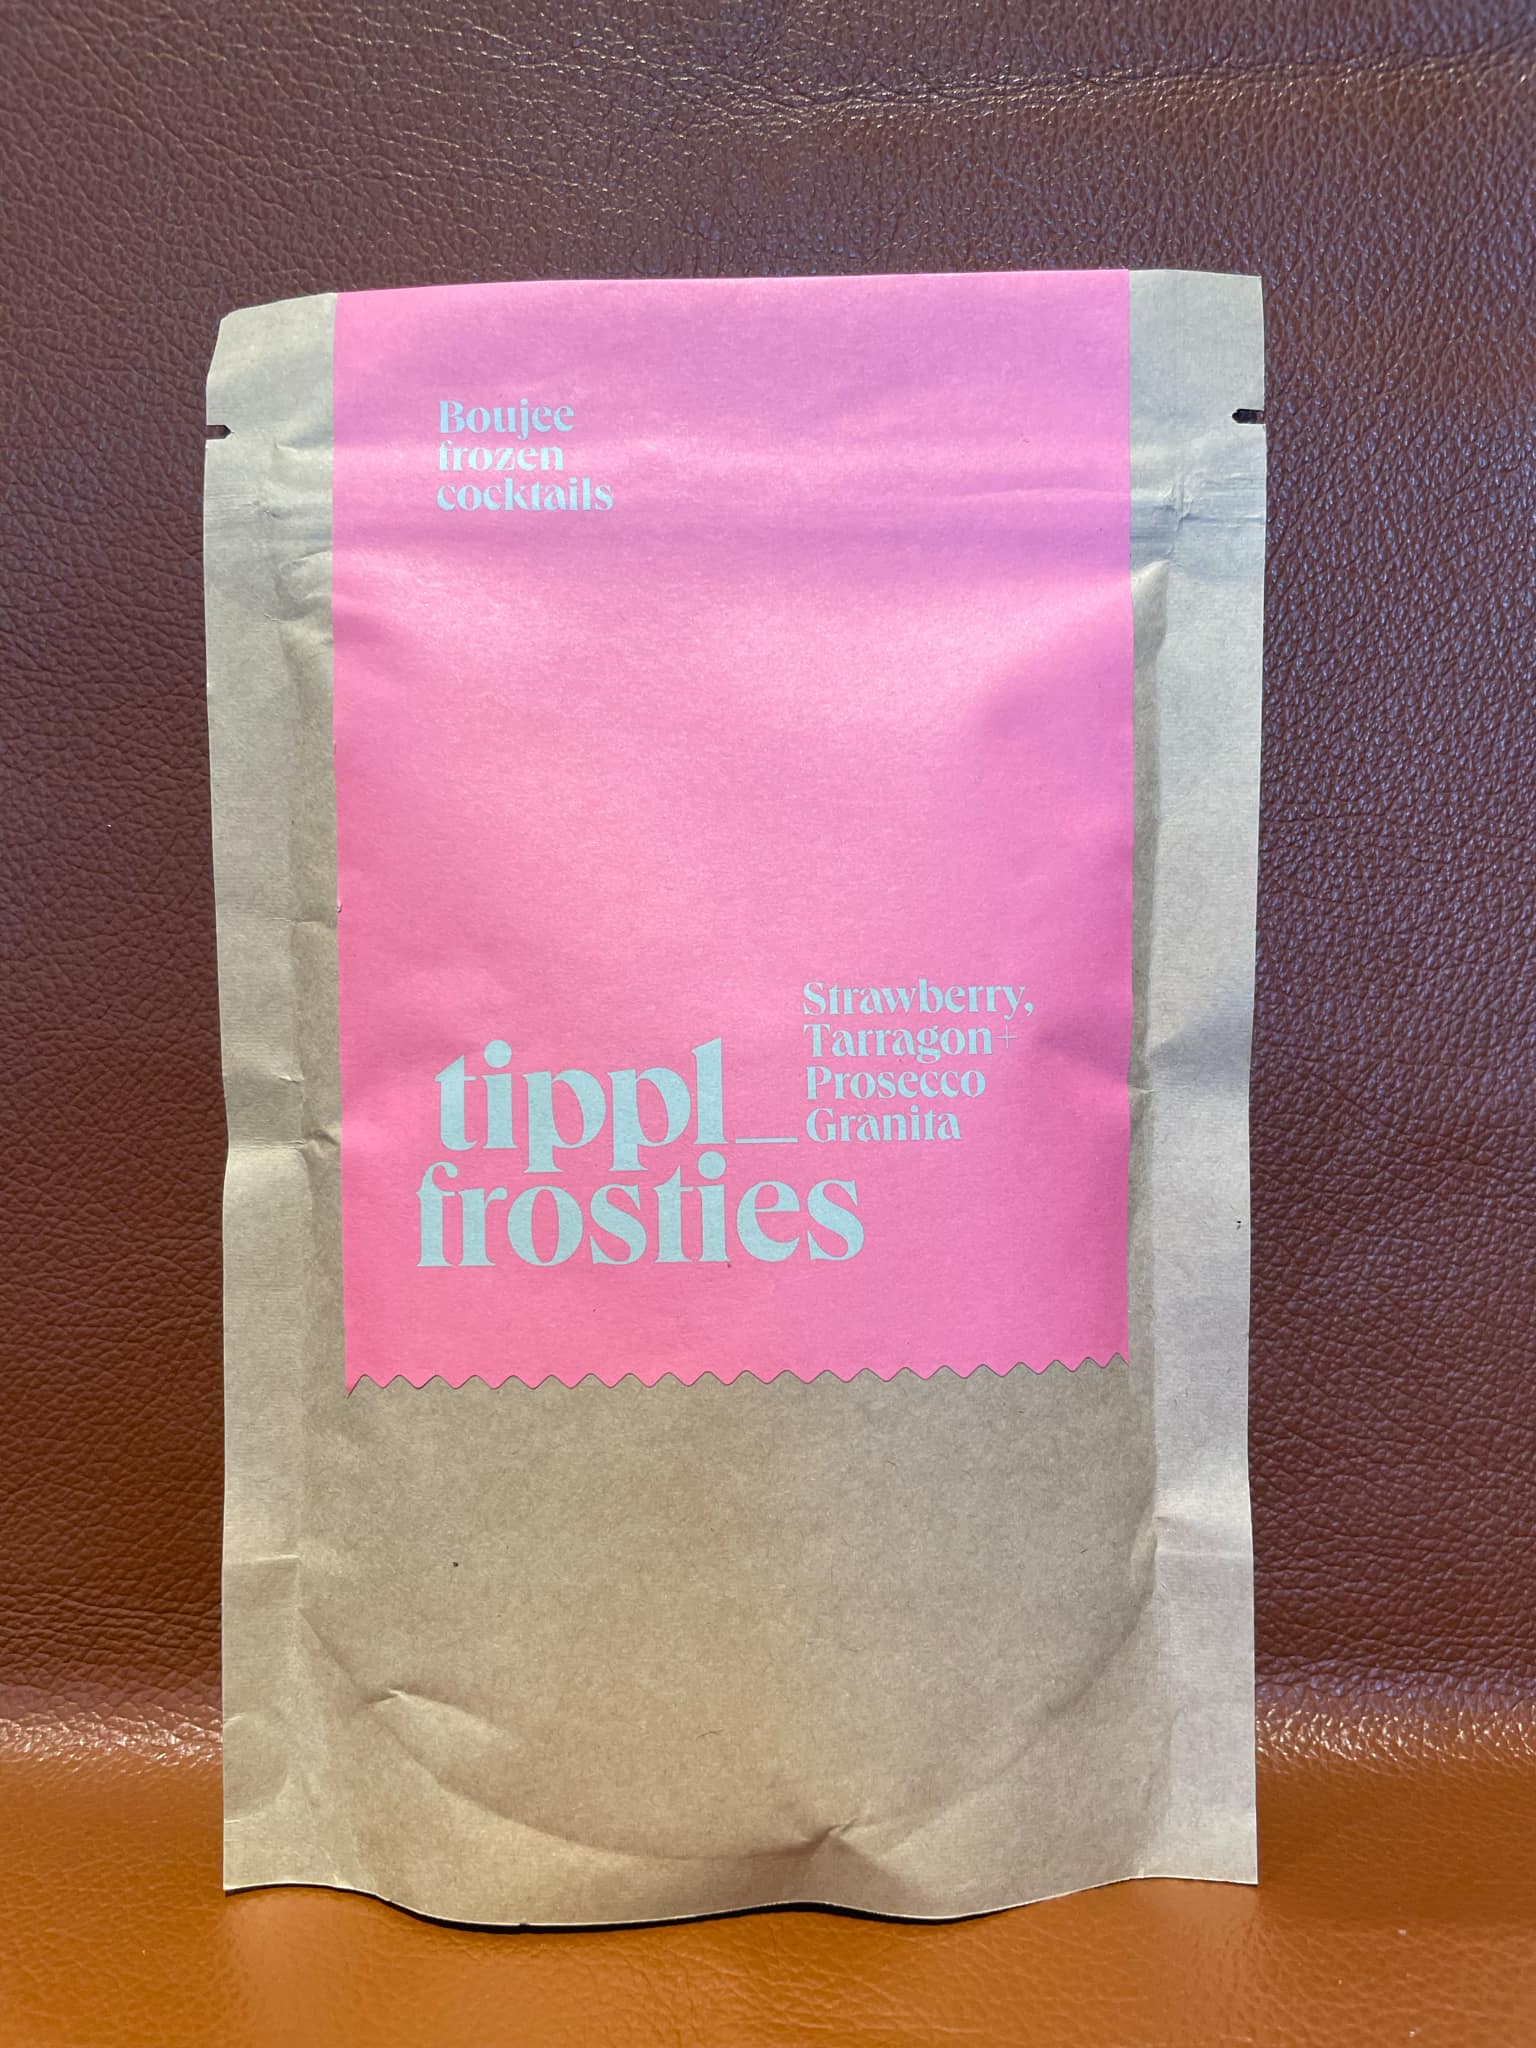 Boujee
frozen
cocktails
Strawberry,
Tarragon+
Prosecco
Granita
tippl_
frosties